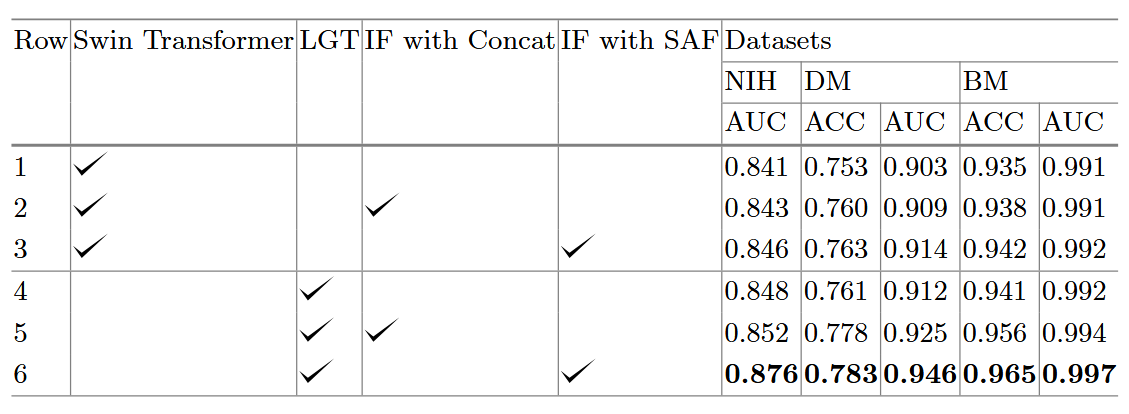 Row Swin Transformer LGT IF with Concat IF with SAF Datasets
NIH DM BM
AUC ACC AUC ACC AUC
1 ✓ 0.841 0.753 0.903 0.935 0.991
2 ✓ ✓ 0.843 0.760 0.909 0.938 0.991
3 ✓ ✓ 0.846 0.763 0.914 0.942 0.992
4 ✓ 0.848 0.761 0.912 0.941 0.992
5 ✓ ✓ 0.852 0.778 0.925 0.956 0.994
6 ✓ ✓ 0.876 0.783 0.946 0.965 0.997